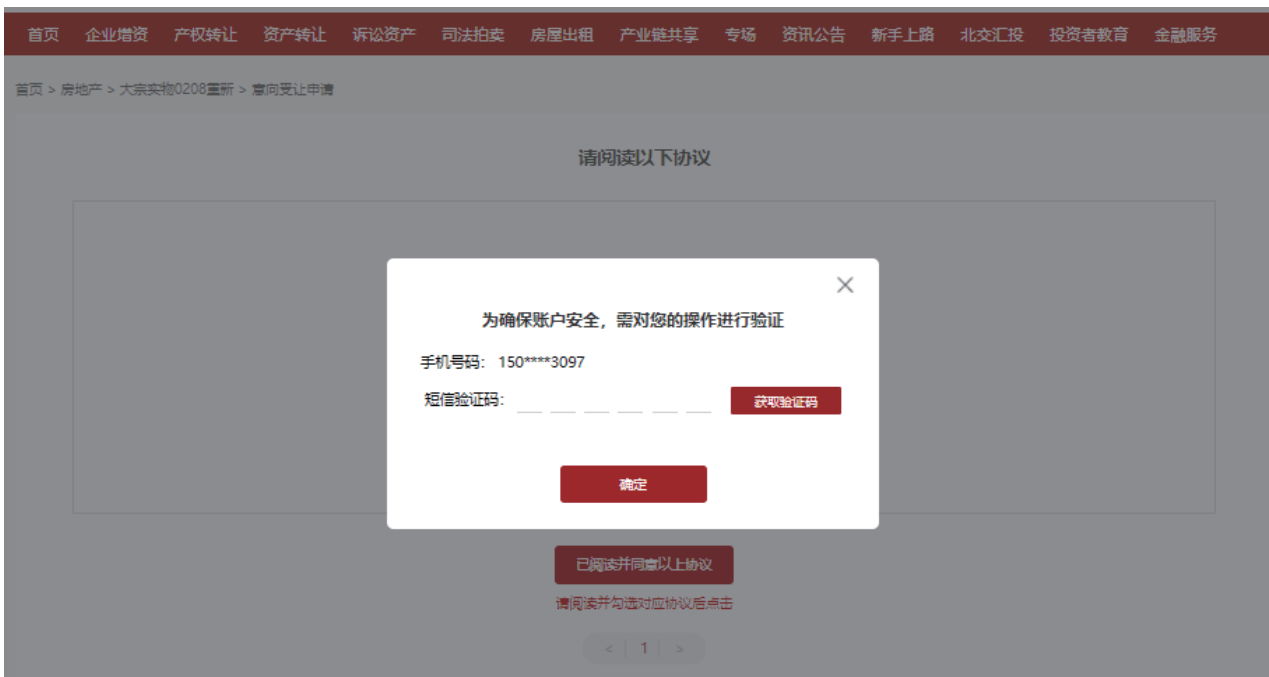 首页 企业增资 产权转让 资产转让 诉讼资产 司法拍卖 房屋出租 产业链共享 专场 资讯公告 新手上路 北交汇投 投资者教育 金融服务
首页 > 房地产 > 大宗实物0208重新 > 意向受让申请
请阅读以下协议
为确保账户安全，需对您的操作进行验证
手机号码： 150****3097
短信验证码： 获取验证码
确定
已阅读并同意以上协议
请阅读并勾选对应协议后点击
< 1 >